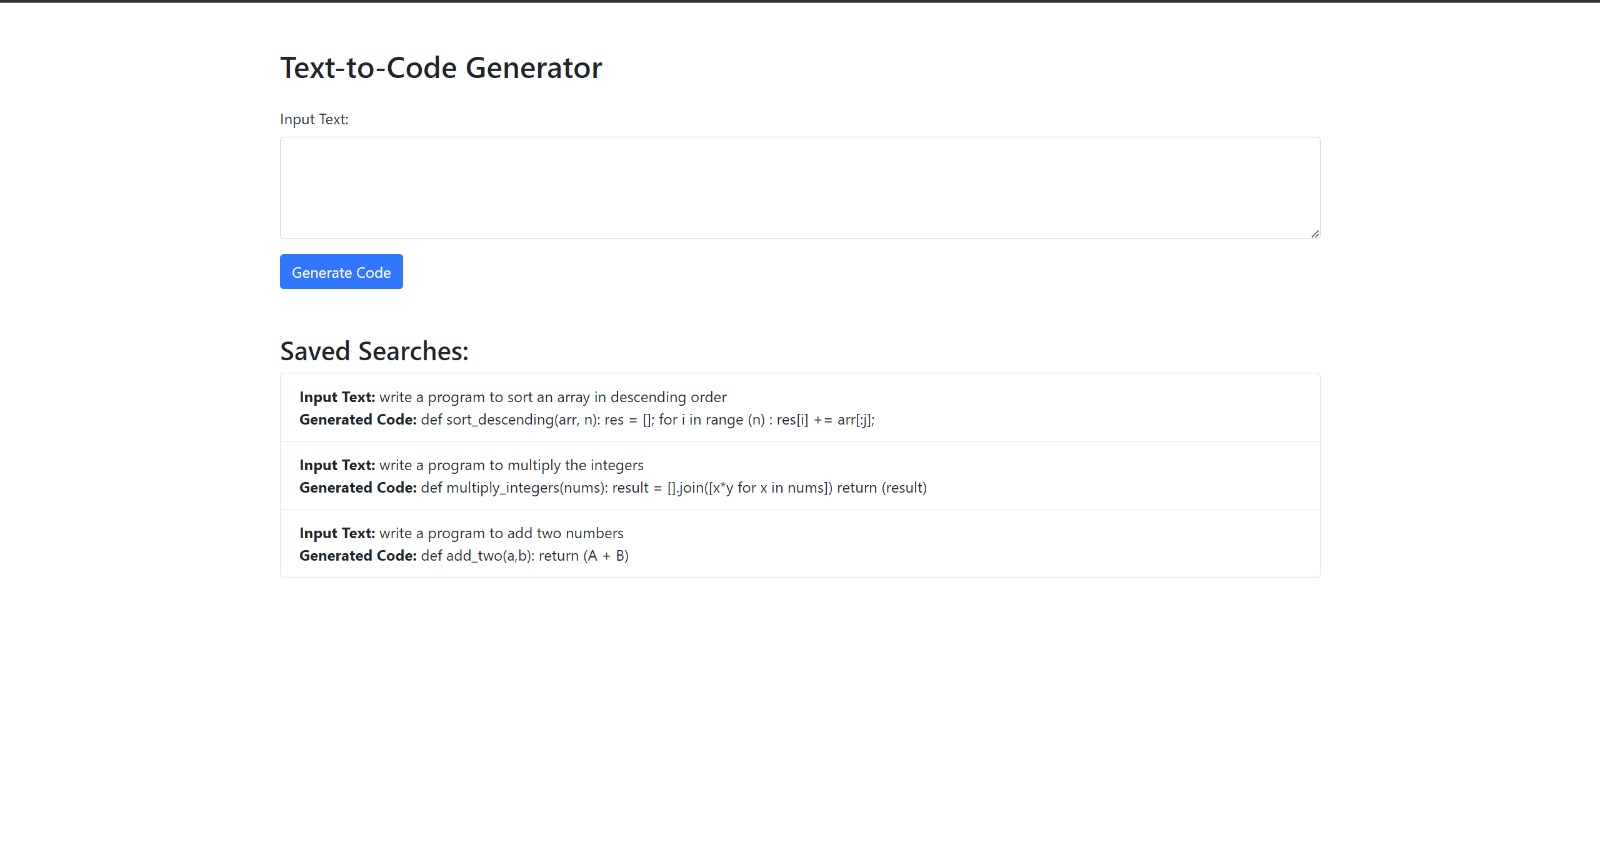 Text-to-Code Generator
Input Text:
Generate Code
Saved Searches:
Input Text: write a program to sort an array in descending order
Generated Code: def sort_descending(arr, n): res = []; for i in range (n) : res[i] += arr[:j];
Input Text: write a program to multiply the integers
Generated Code: def multiply_integers(nums): result = [].join([x*y for x in nums]) return (result)
Input Text: write a program to add two numbers
Generated Code: def add_two(a,b): return (A + B)